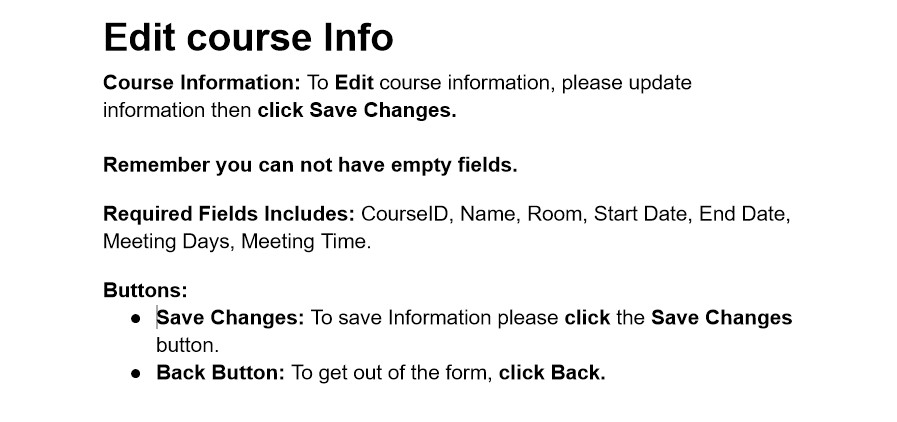 Edit course Info
Course Information: To Edit course information, please update
information then click Save Changes.
Remember you can not have empty fields.
Required Fields Includes: CourseID, Name, Room, Start Date, End Date,
Meeting Days, Meeting Time.
Buttons:
● Save Changes: To save Information please click the Save Changes
button.
● Back Button: To get out of the form, click Back.